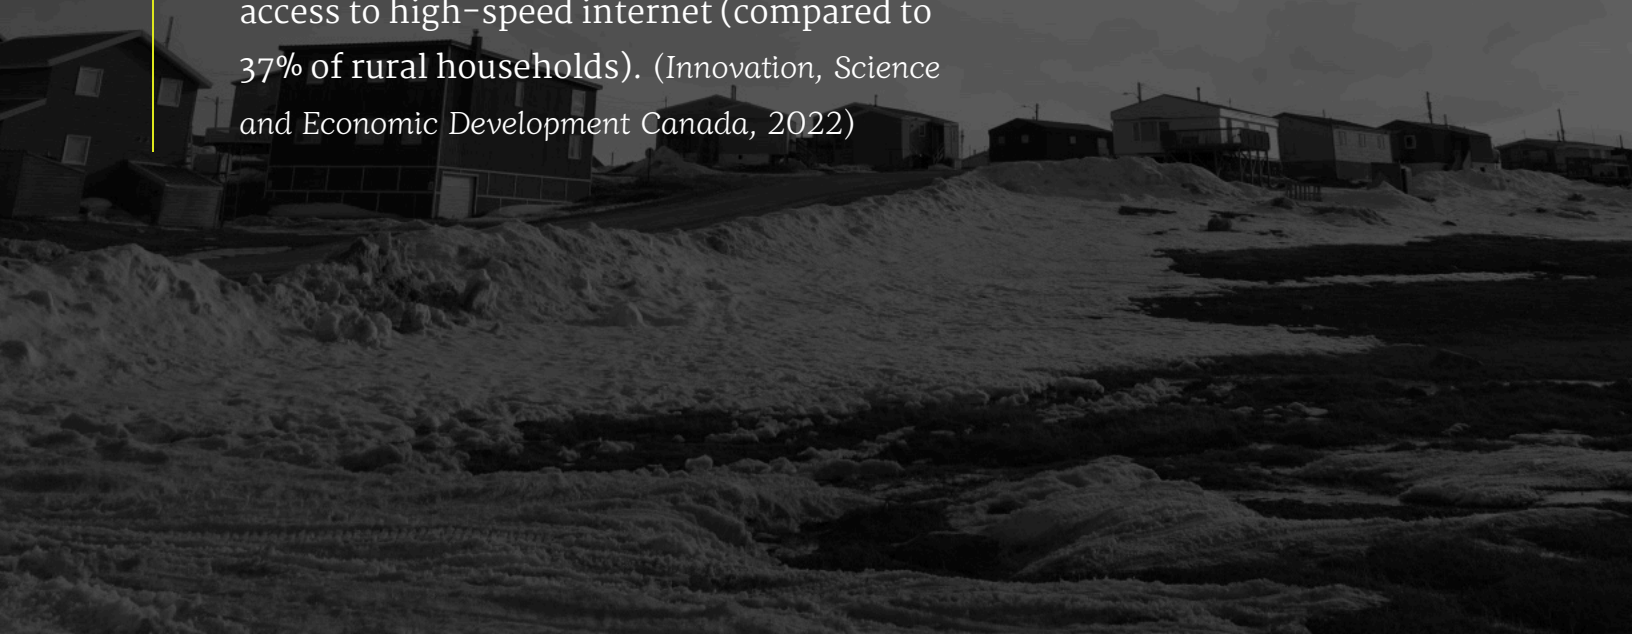 access to high-speed internet (compared to
37% of rural households). (Innovation, Science
and Economic Development Canada, 2022)